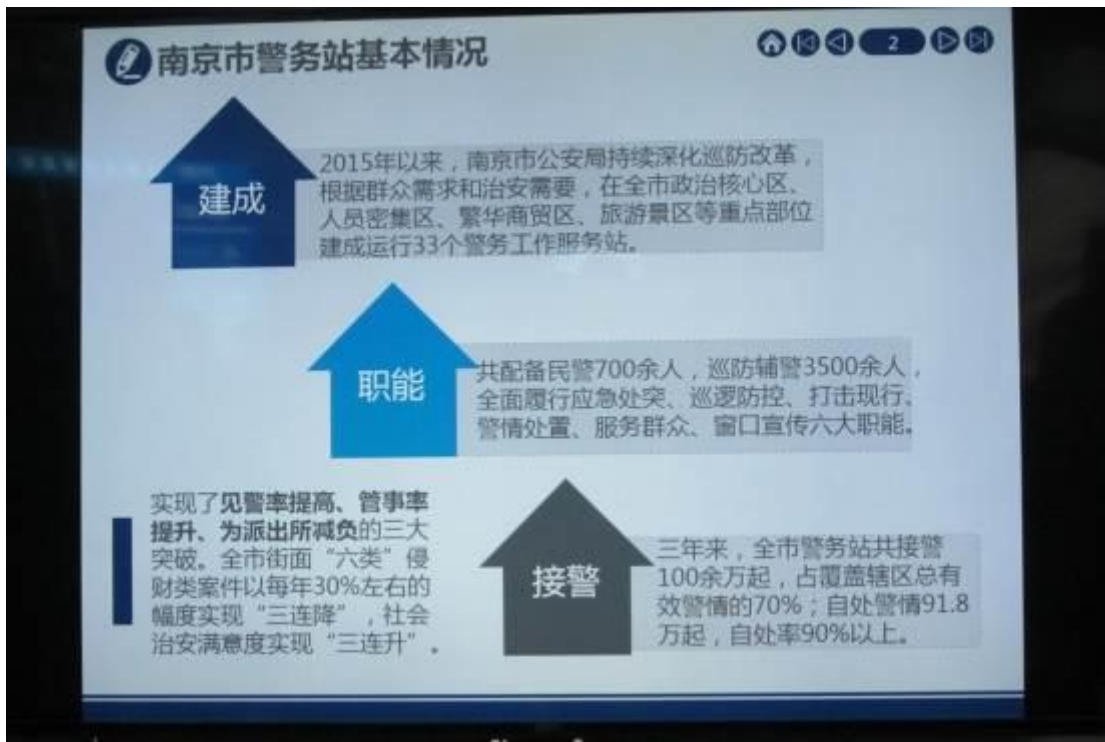 南京市警务站基本情况
2
建成
2015年以来，南京市公安局持续深化巡防改革，
根据群众需求和治安需要，在全市政治核心区、
人员密集区、繁华商贸区、旅游景区等重点部位
建成运行33个警务工作服务站。
职能
共配备民警700余人，巡防辅警3500余人，
全面履行应急处突、巡逻防控、打击现行、
警情处置、服务群众、窗口宣传六大职能。
实现了见警率提高、管事率
提升、为派出所减负的三大
突破。全市街面“六类”侵
财类案件以每年30%左右的
幅度实现“三连降”，社会
治安满意度实现“三连升”。
接警
三年来，全市警务站共接警
100余万起，占覆盖辖区总有
效警情的70%；自处警情91.8
万起，自处率90%以上。